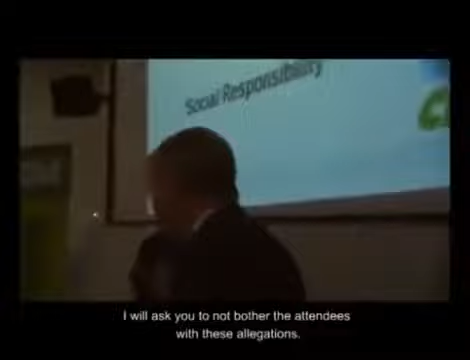 Social Responsibility
I will ask you to not bother the attendees
with these allegations.